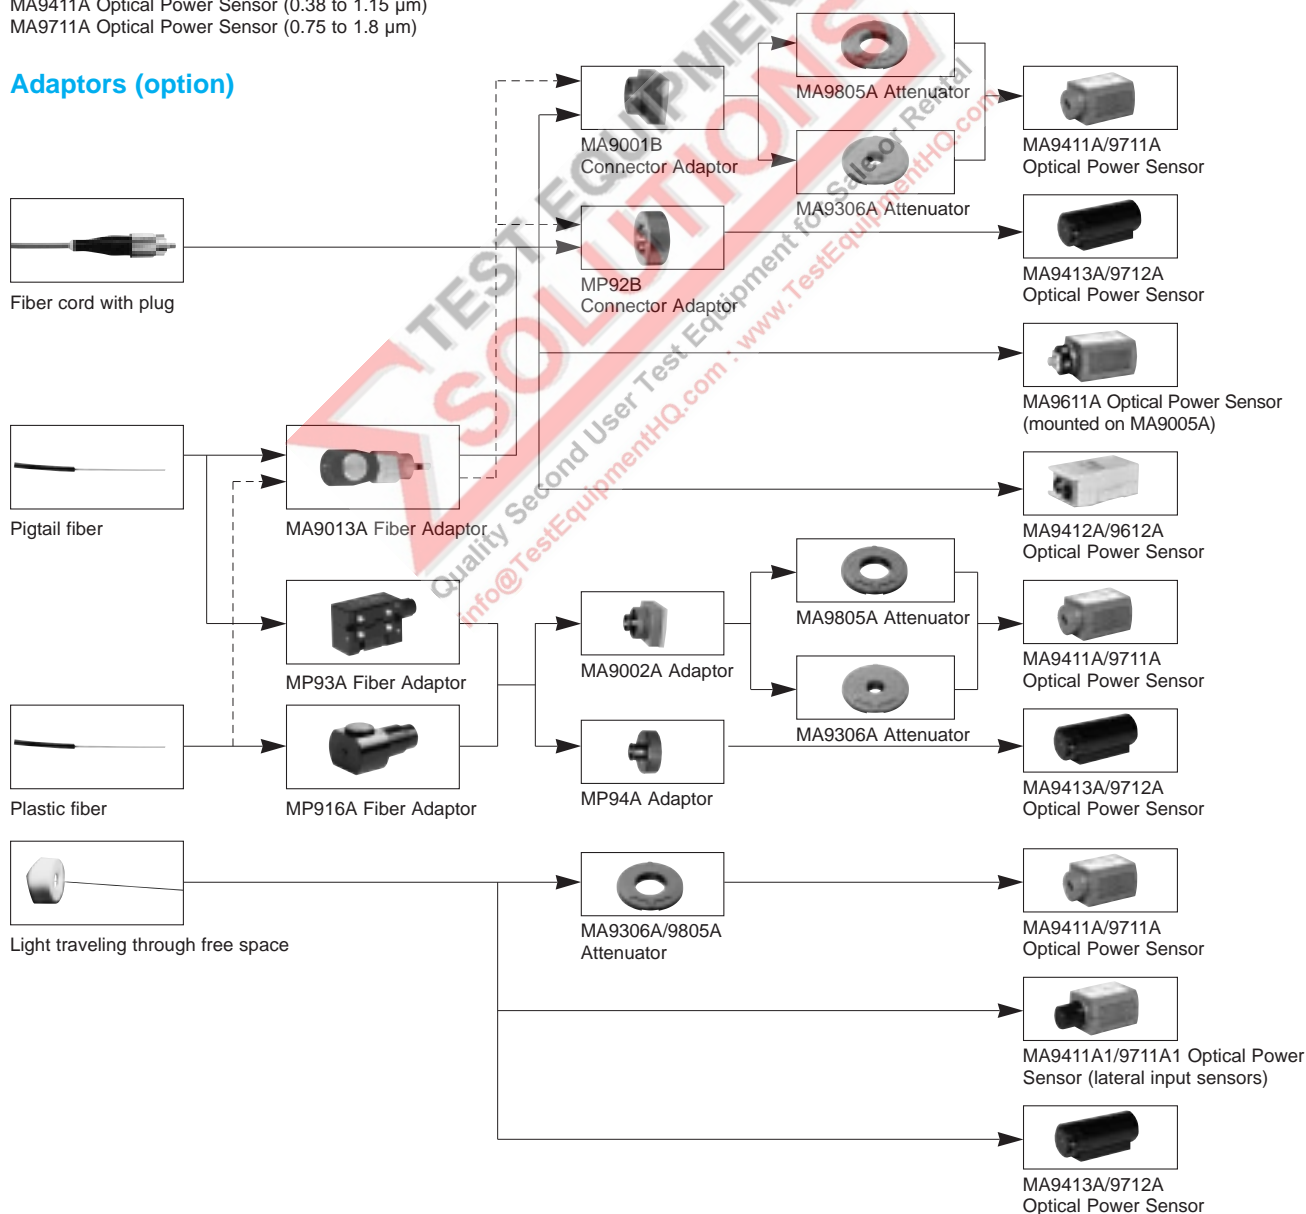 MA9411A Optical Power Sensor (0.38 to 1.15 µm)
MA9711A Optical Power Sensor (0.75 to 1.8 µm)
Adaptors (option)
MA9001B
Connector Adaptor
MA9805A Attenuator
MA9306A Attenuator
MA9411A/9711A
Optical Power Sensor
Fiber cord with plug
MP92B
Connector Adaptor
MA9413A/9712A
Optical Power Sensor
MA9611A Optical Power Sensor
(mounted on MA9005A)
Pigtail fiber
MA9013A Fiber Adaptor
MA9412A/9612A
Optical Power Sensor
MP93A Fiber Adaptor
MA9002A Adaptor
MA9805A Attenuator
MA9306A Attenuator
MA9411A/9711A
Optical Power Sensor
Plastic fiber
MP916A Fiber Adaptor
MP94A Adaptor
MA9413A/9712A
Optical Power Sensor
Light traveling through free space
MA9306A/9805A
Attenuator
MA9411A/9711A
Optical Power Sensor
MA9411A1/9711A1 Optical Power
Sensor (lateral input sensors)
MA9413A/9712A
Optical Power Sensor
TEST EQUIPMENT
SOLUTIONS
Quality Second User Test Equipment for Sale or Rental
info@TestEquipmentHQ.com : www.TestEquipmentHQ.com